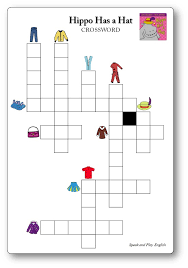 Hippo Has a Hat
CROSSWORD
Speak and Play English